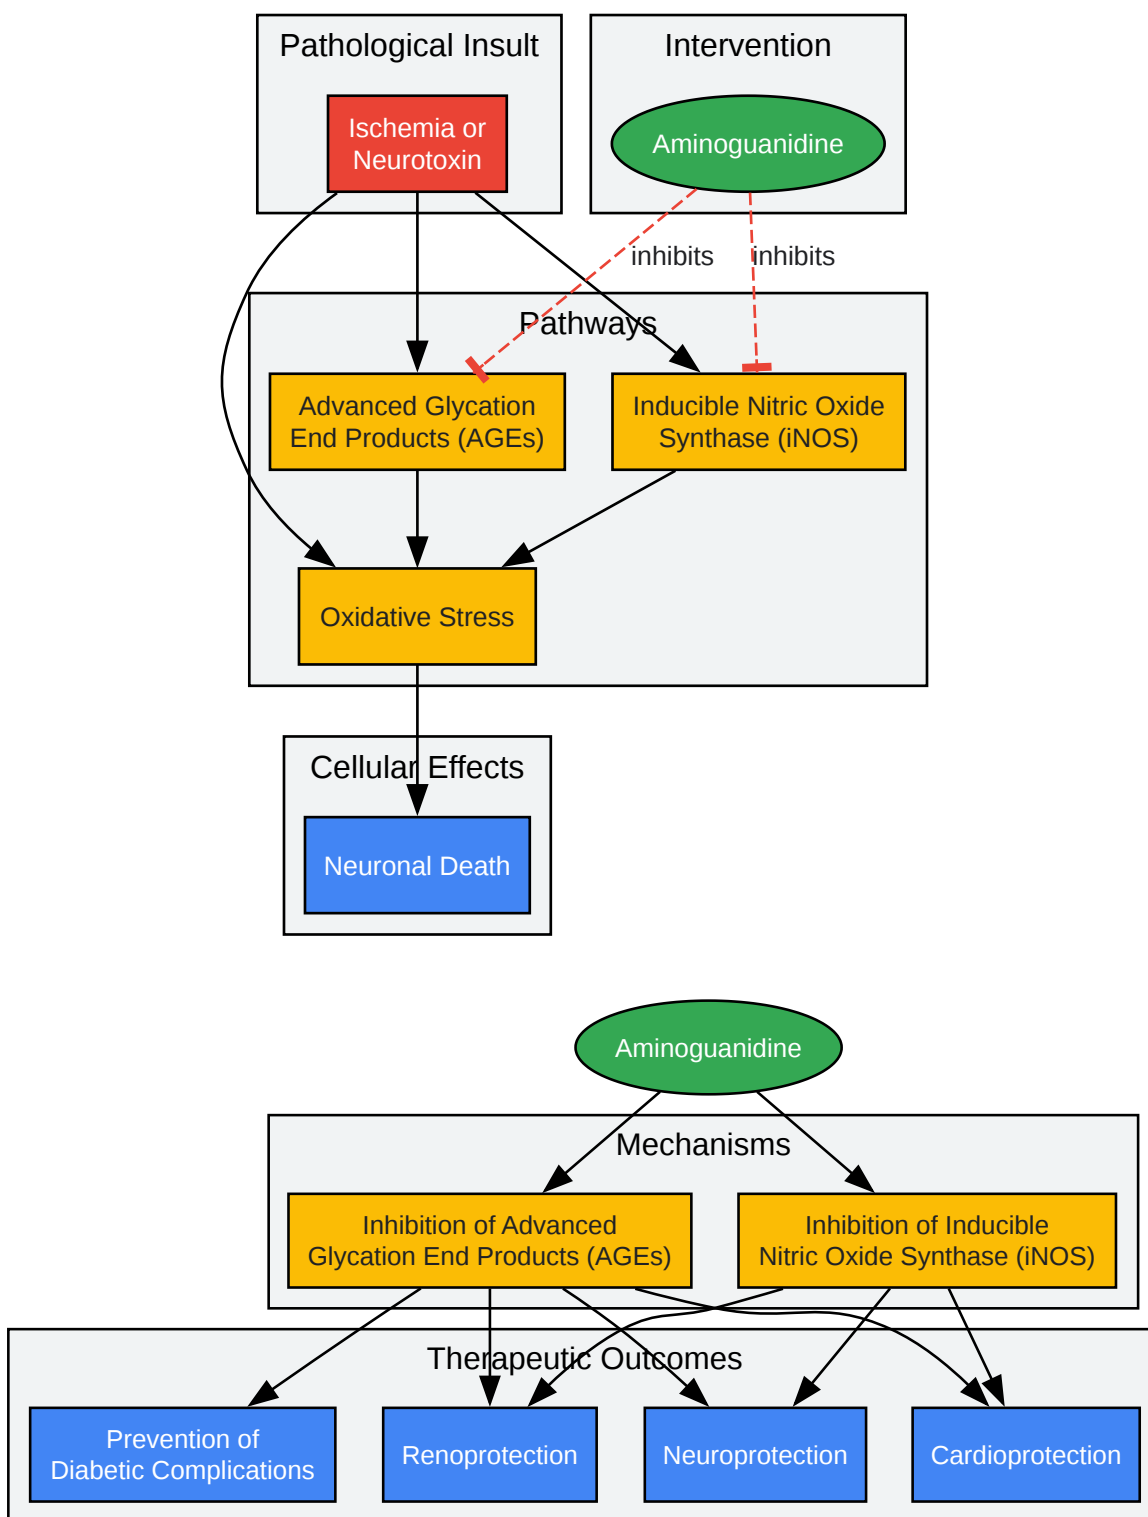 Pathological Insult
Intervention
Ischemia or
Neurotoxin
Aminoguanidine
inhibits
inhibits
Pathways
Advanced Glycation
End Products (AGEs)
Inducible Nitric Oxide
Synthase (iNOS)
Oxidative Stress
Cellular Effects
Neuronal Death
Aminoguanidine
Mechanisms
Inhibition of Advanced
Glycation End Products (AGEs)
Inhibition of Inducible
Nitric Oxide Synthase (iNOS)
Therapeutic Outcomes
Prevention of
Diabetic Complications
Renoprotection
Neuroprotection
Cardioprotection